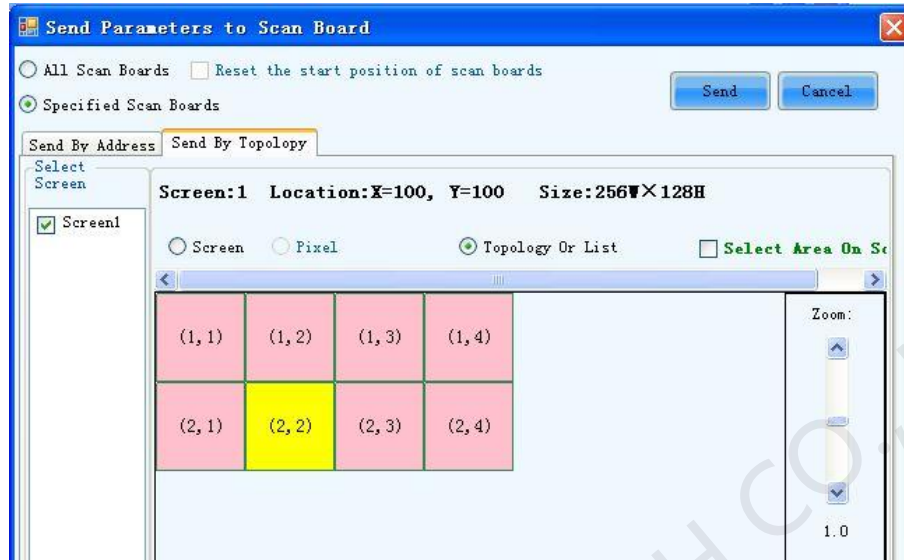 Send Parameters to Scan Board
All Scan Boards Reset the start position of scan boards
Specified Scan Boards
Send Cancel
Send By Address Send By Topolopy
Select
Screen
Screen1
Screen:1 Location:X=100, Y=100 Size:256W×128H
Screen Pixel Topology Or List Select Area On
(1, 1) (1, 2) (1, 3) (1, 4)
(2, 1) (2, 2) (2, 3) (2, 4)
Zoom:
1.0